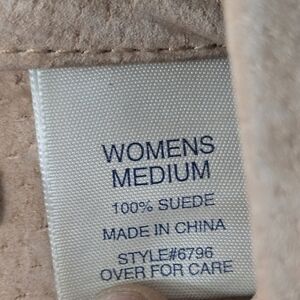 WOMENS
MEDIUM
100% SUEDE
MADE IN CHINA
STYLE#6796
OVER FOR CARE